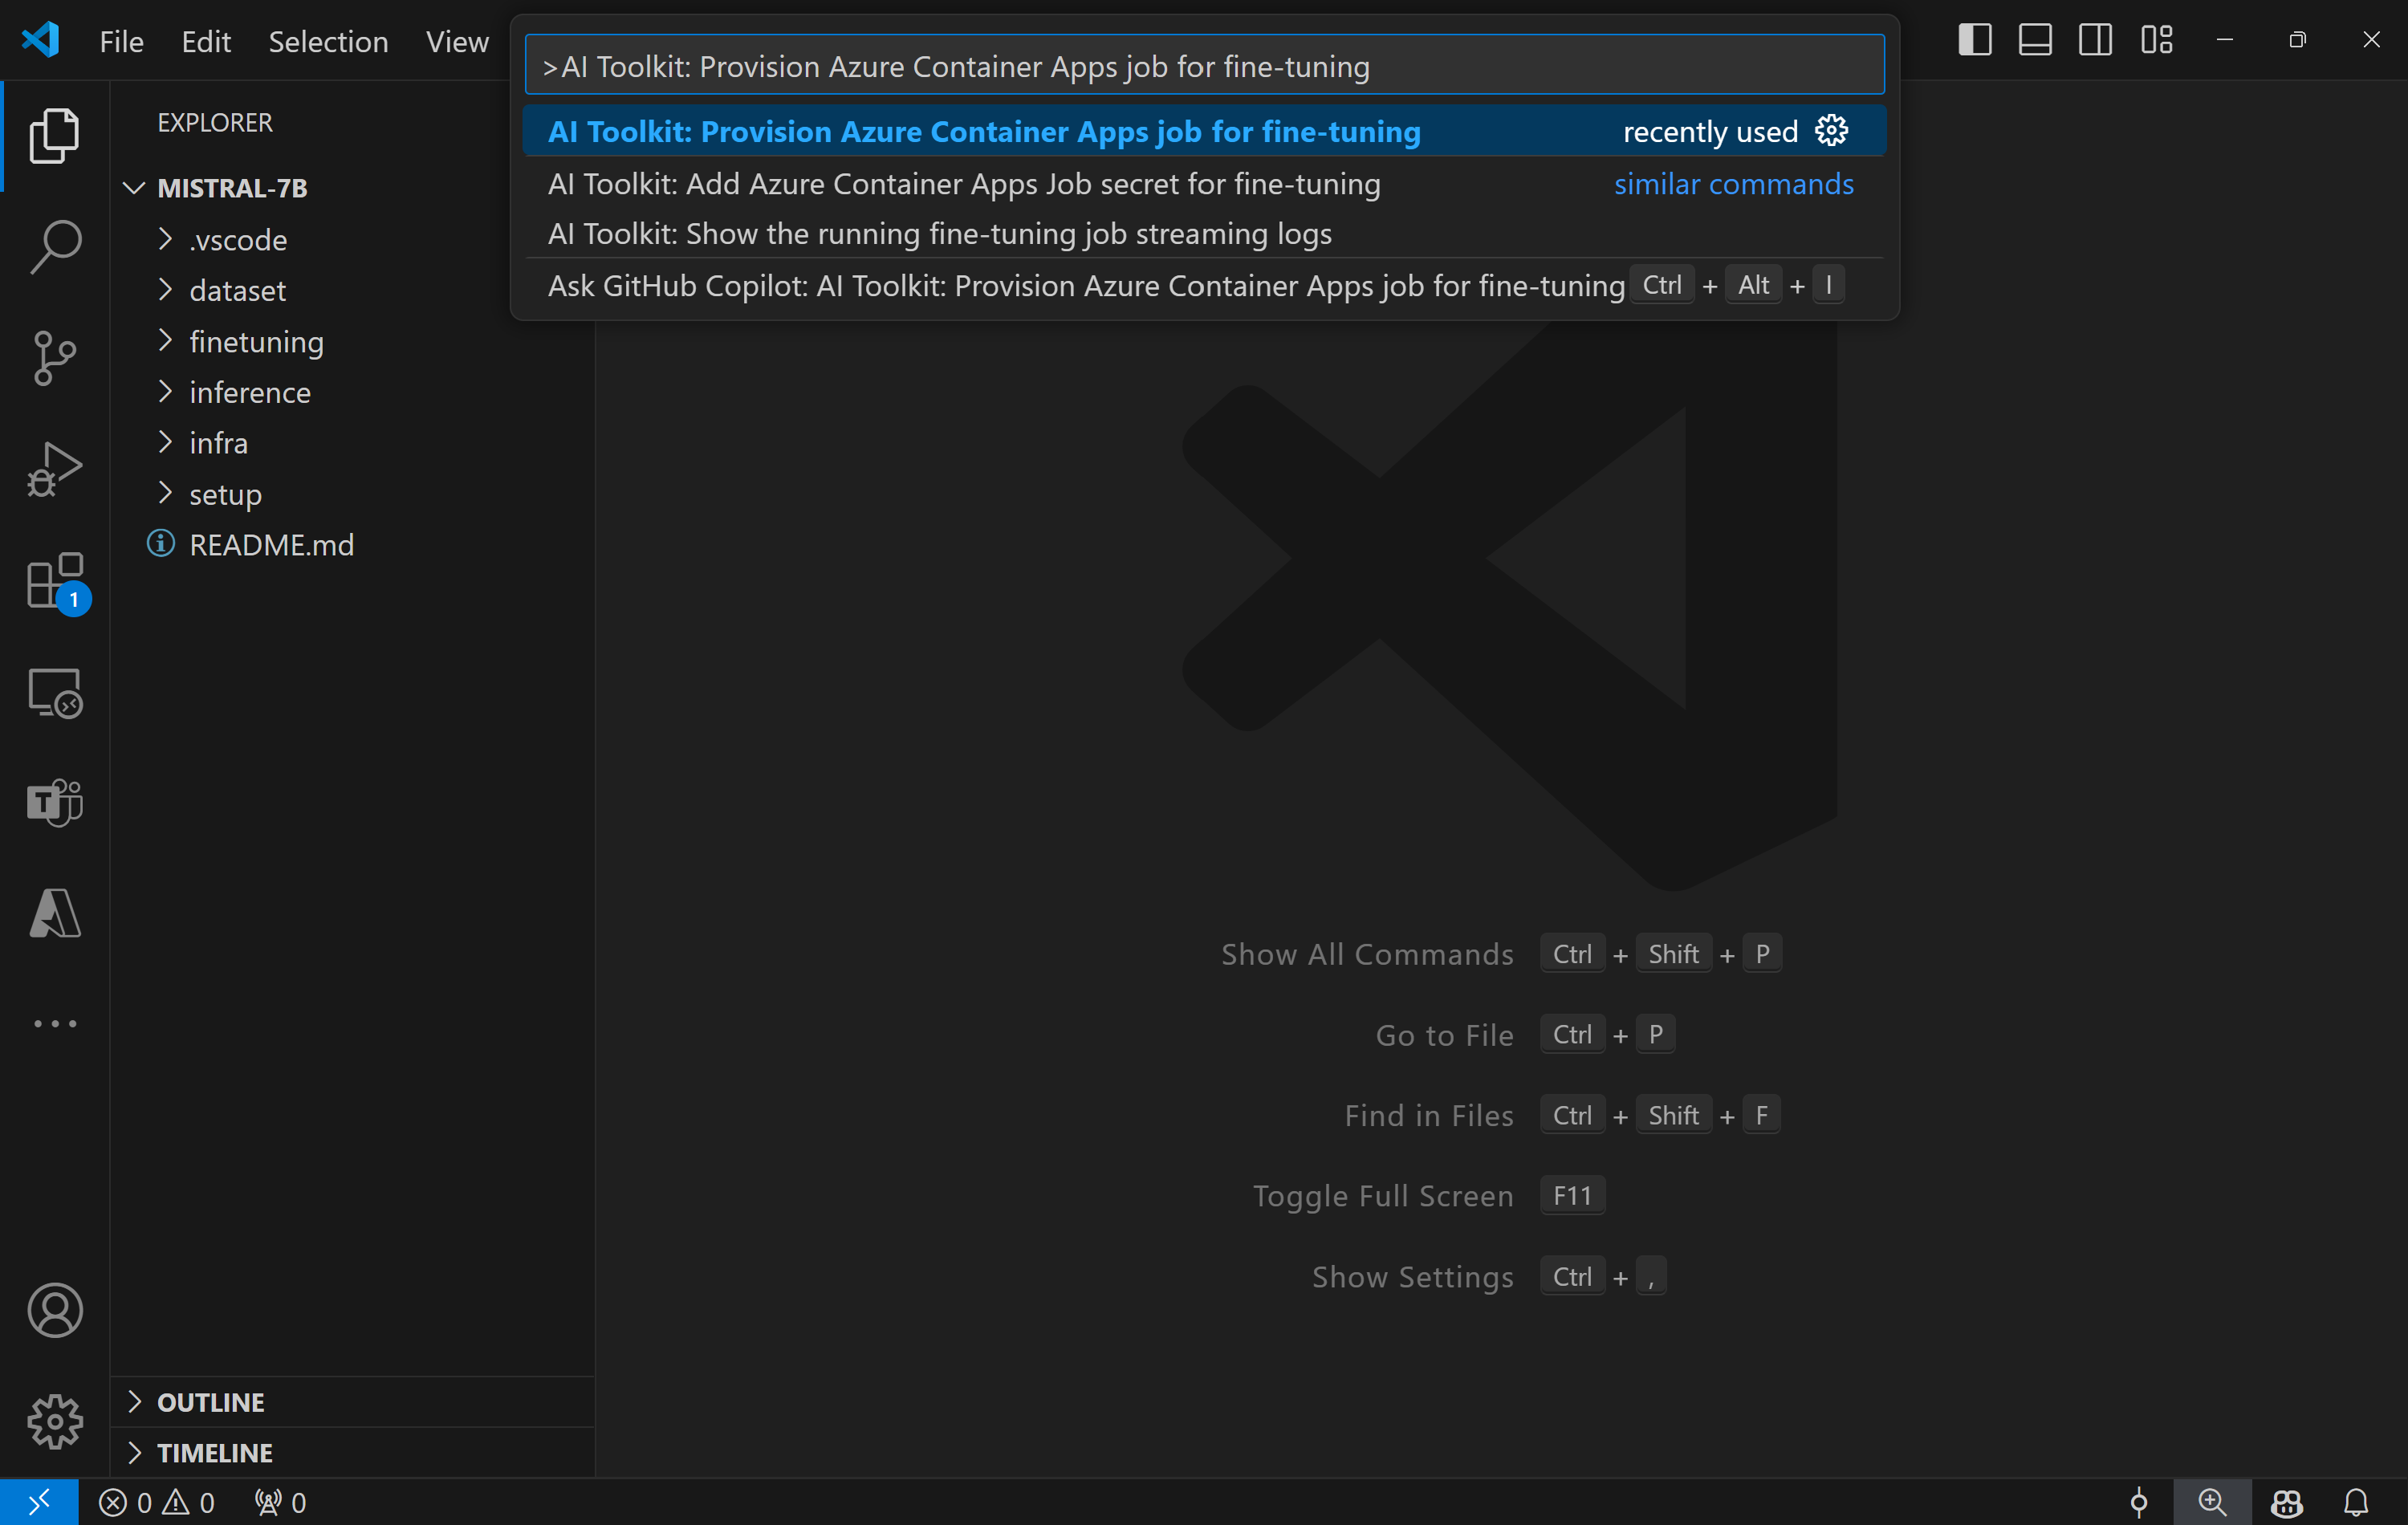 File Edit Selection View
>AI Toolkit: Provision Azure Container Apps job for fine-tuning
AI Toolkit: Provision Azure Container Apps job for fine-tuning recently used
AI Toolkit: Add Azure Container Apps Job secret for fine-tuning similar commands
AI Toolkit: Show the running fine-tuning job streaming logs
Ask GitHub Copilot: AI Toolkit: Provision Azure Container Apps job for fine-tuning Ctrl + Alt + I
EXPLORER
MISTRAL-7B
.vscode
dataset
finetuning
inference
infra
setup
README.md
1
T
Show All Commands Ctrl + Shift + P
Go to File Ctrl + P
Find in Files Ctrl + Shift + F
Toggle Full Screen F11
Show Settings Ctrl + ,
OUTLINE
TIMELINE
0 0 0